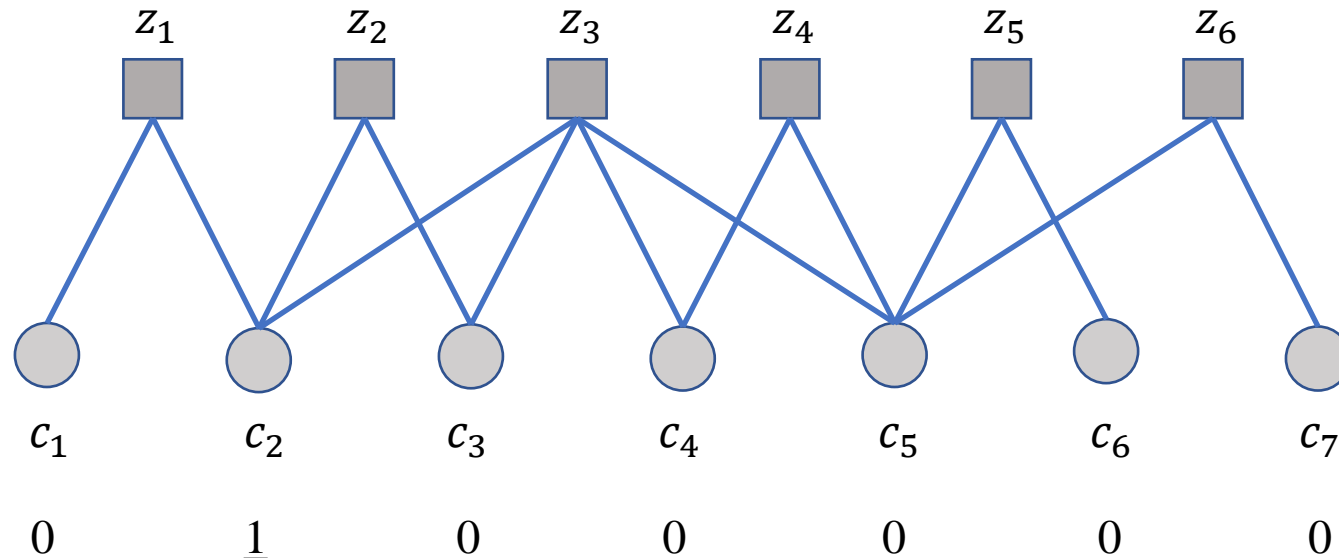 z₁ z₂ z₃ z₄ z₅ z₆
c₁ c₂ c₃ c₄ c₅ c₆ c₇
0 1 0 0 0 0 0